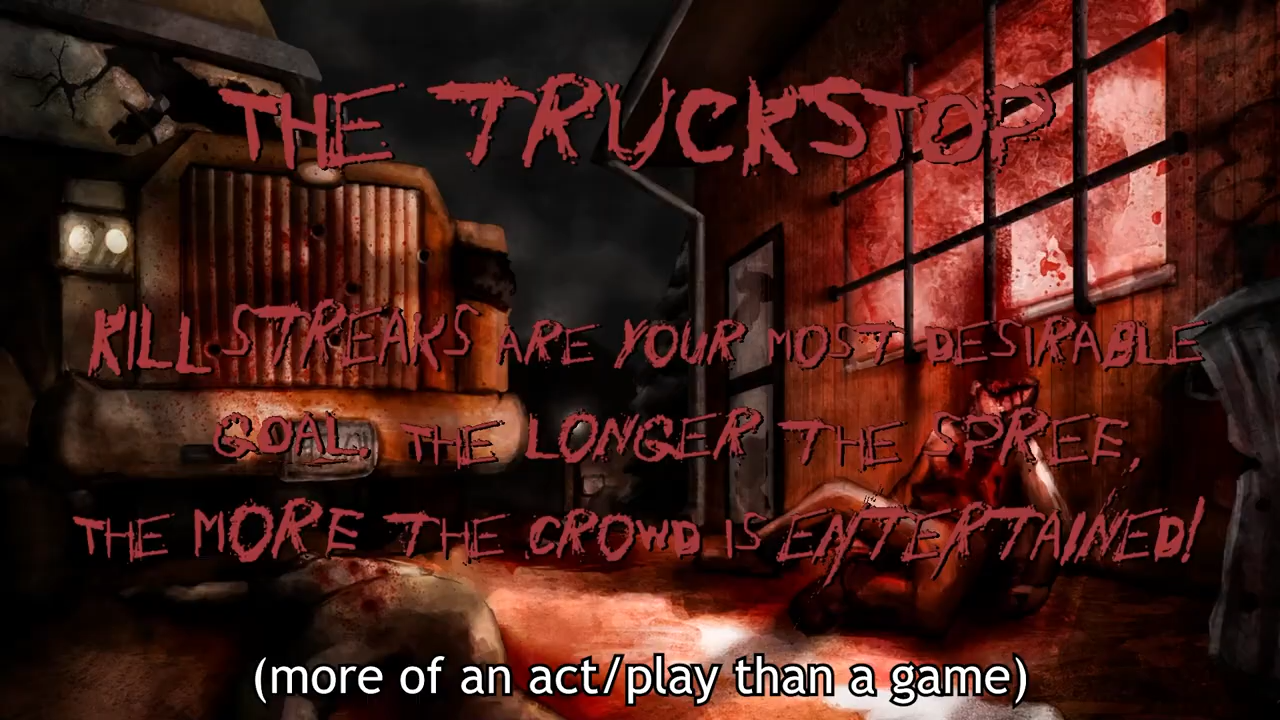 THE TRUCKSTOP
KILL STREAKS ARE YOUR MOST DESIRABLE
GOAL. THE LONGER THE SPREE,
THE MORE THE CROWD IS ENTERTAINED!
(more of an act/play than a game)